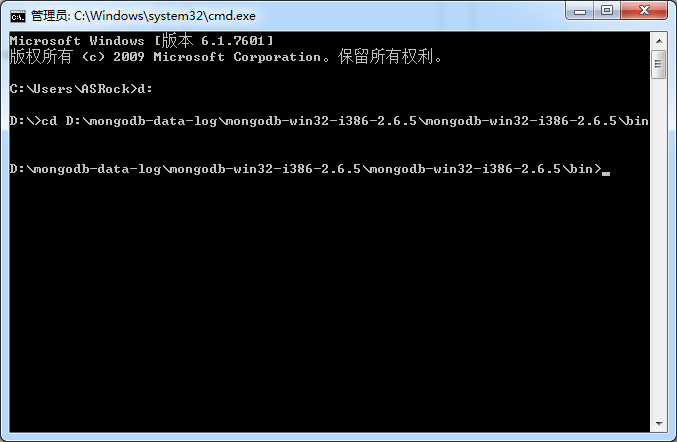 管理员: C:\Windows\system32\cmd.exe
Microsoft Windows [版本 6.1.7601]
版权所有 (c) 2009 Microsoft Corporation。保留所有权利。
C:\Users\ASRock>d:
D:\>cd D:\mongodb-data-log\mongodb-win32-i386-2.6.5\mongodb-win32-i386-2.6.5\bin
D:\mongodb-data-log\mongodb-win32-i386-2.6.5\mongodb-win32-i386-2.6.5\bin>